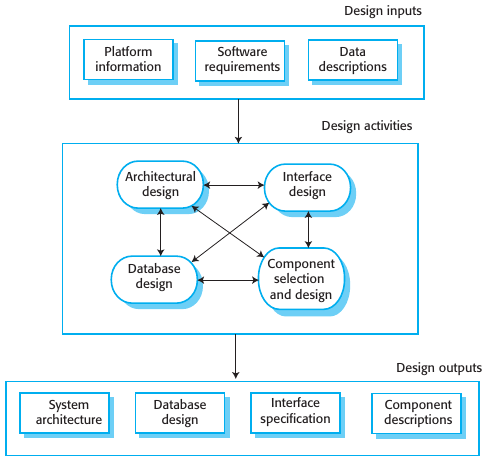 Design inputs
Platform
information
Software
requirements
Data
descriptions
Design activities
Architectural
design
Interface
design
Database
design
Component
selection
and design
Design outputs
System
architecture
Database
design
Interface
specification
Component
descriptions